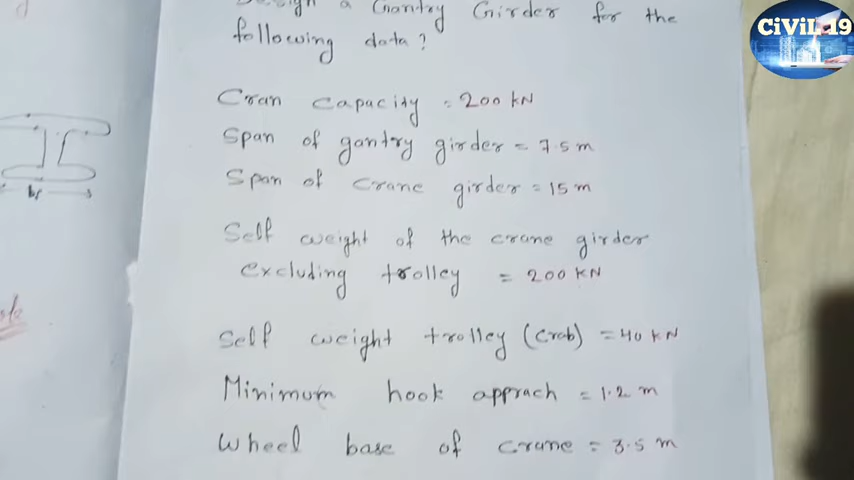 Design a Gantry Girder for the
following data?
CiViL 19
Cran capacity = 200 kN
Span of gantry girder = 7.5 m
Span of crane girder = 15 m
Self weight of the crane girder
excluding trolley = 200 KN
Self weight trolley (Crab) = 40 KN
Minimum hook apprach = 1.2 m
Wheel base of crane = 3.5 m